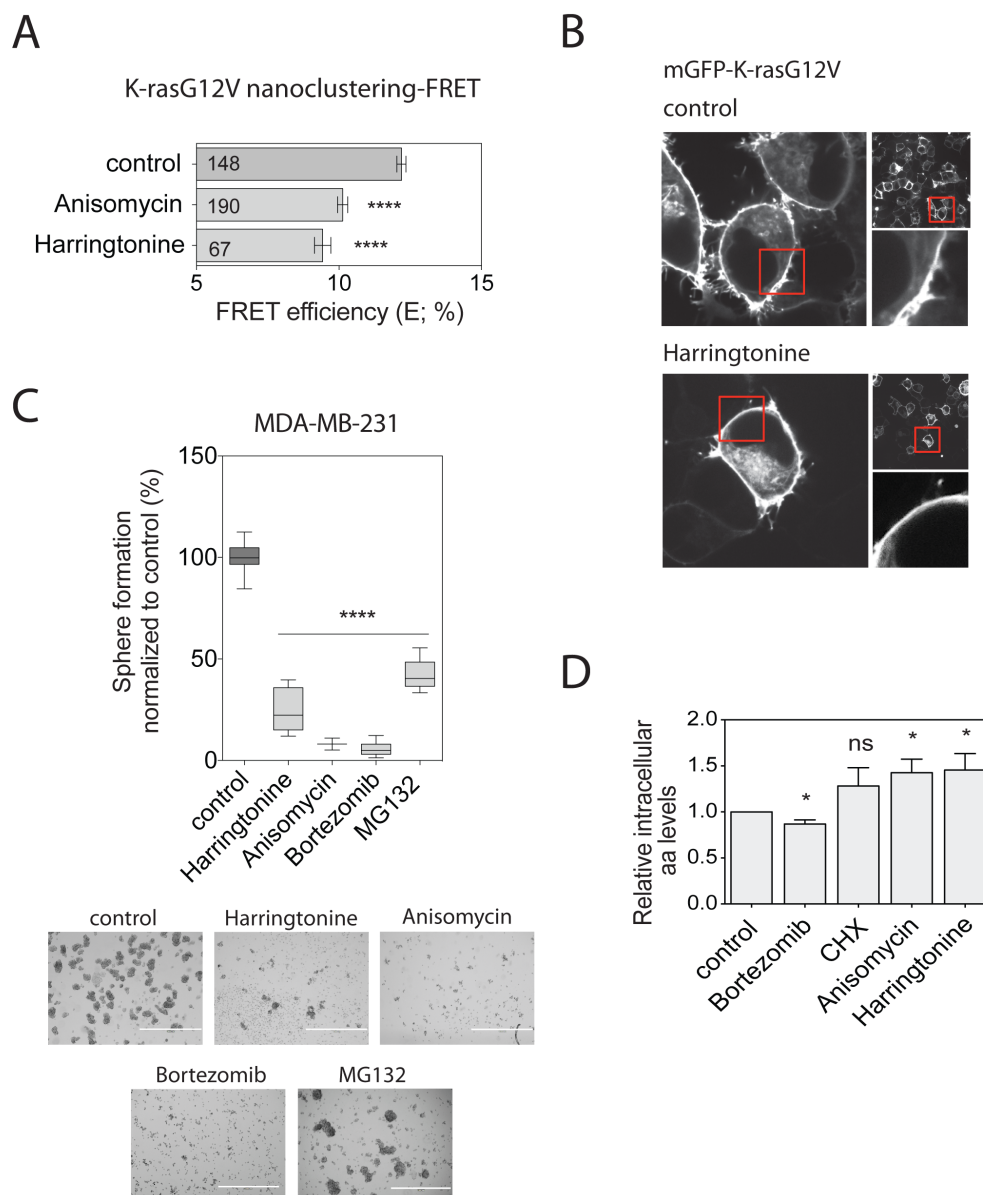 A
K-rasG12V nanoclustering-FRET
control
148
Anisomycin
190
****
Harringtonine
67
****
5
10
15
FRET efficiency (E; %)
B
mGFP-K-rasG12V
control
Harringtonine
C
MDA-MB-231
Sphere formation
normalized to control (%)
150
100
50
0
****
control
Harringtonine
Anisomycin
Bortezomib
MG132
control
Harringtonine
Anisomycin
Bortezomib
MG132
D
Relative intracellular
aa levels
2.0
1.5
1.0
0.5
0.0
*
ns
*
*
control
Bortezomib
CHX
Anisomycin
Harringtonine